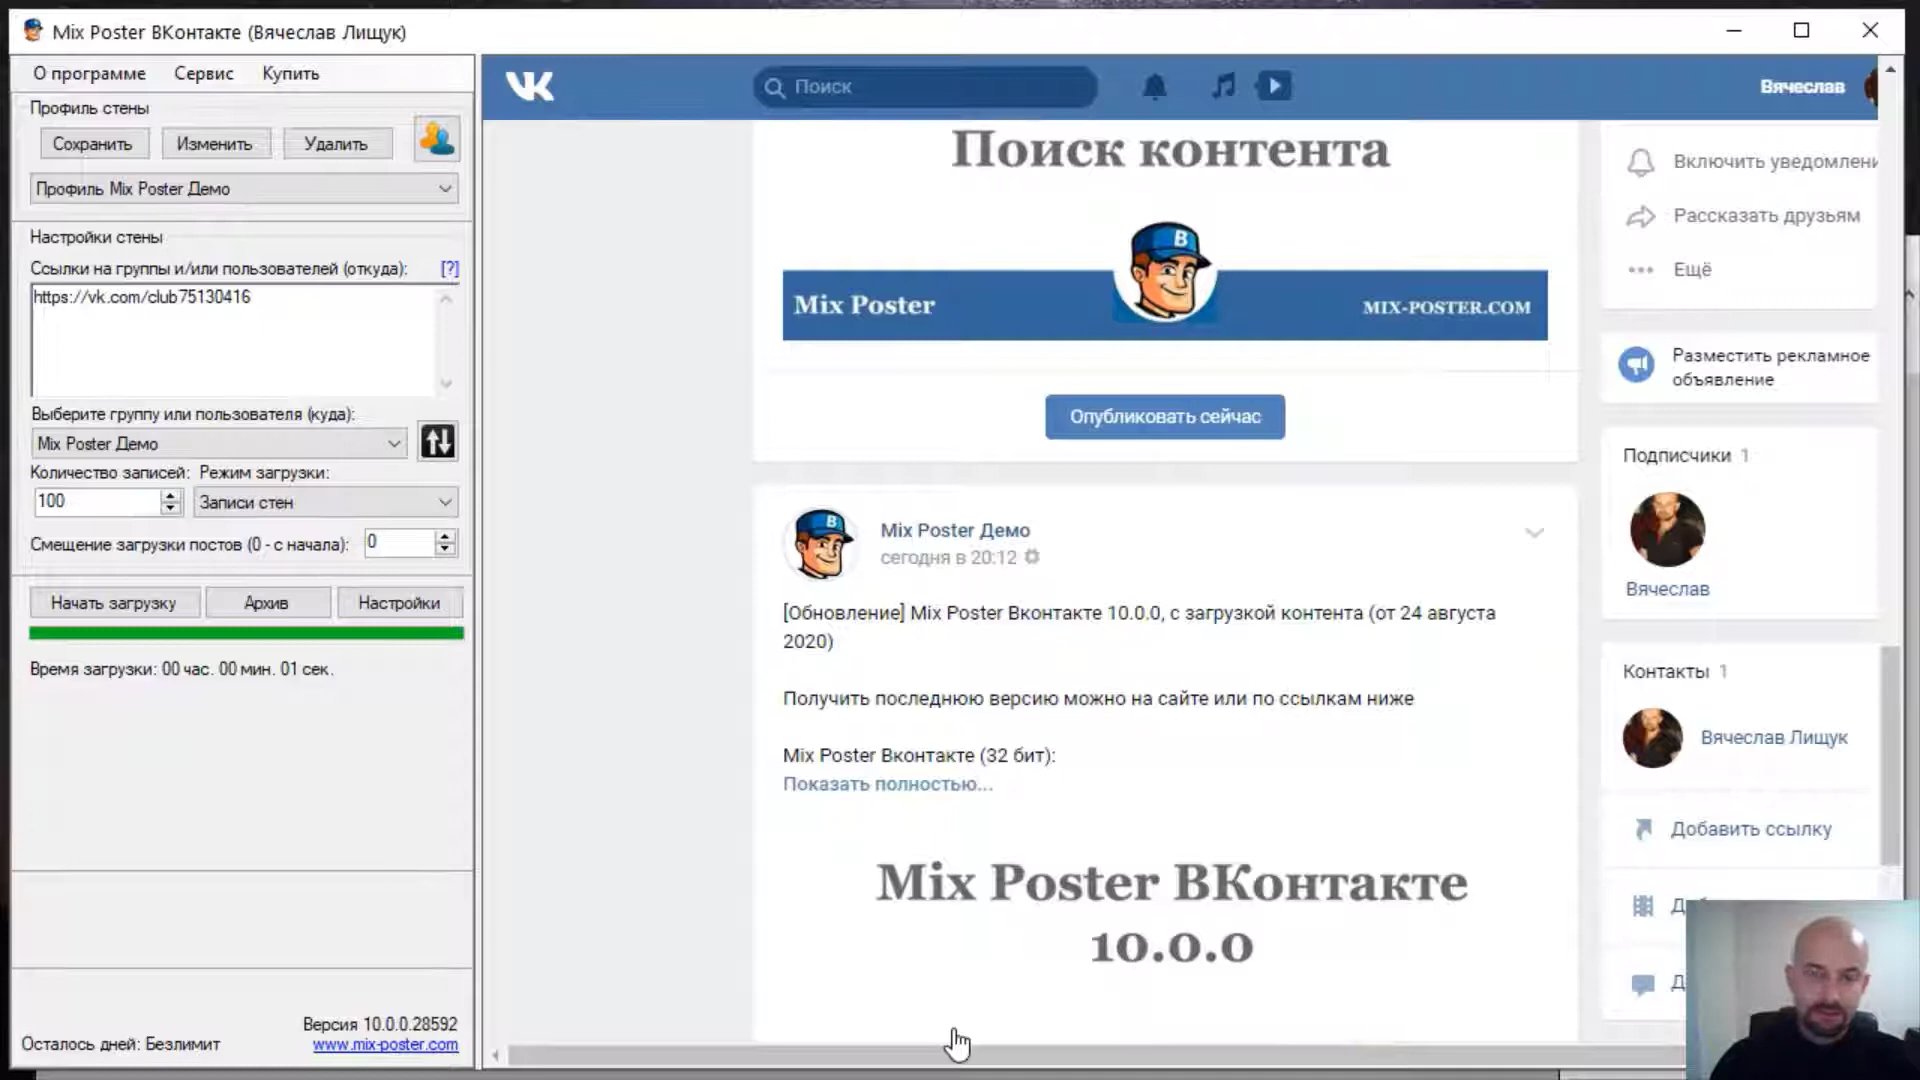 Mix Poster ВКонтакте (Вячеслав Лищук)
О программе Сервис Купить
Профиль стены
Сохранить Изменить Удалить
Профиль Mix Poster Демо
Настройки стены
Ссылки на группы и/или пользователей (откуда): [?]
https://vk.com/club75130416
Выберите группу или пользователя (куда):
Mix Poster Демо
Количество записей: Режим загрузки:
100 Записи стен
Смещение загрузки постов (0 - с начала): 0
Начать загрузку Архив Настройки
Время загрузки: 00 час. 00 мин. 01 сек.
Версия 10.0.0.28592
Осталось дней: Безлимит www.mix-poster.com
Поиск
Вячеслав
Поиск контента
B
Mix Poster MIX-POSTER.COM
Опубликовать сейчас
B
Mix Poster Демо
сегодня в 20:12
[Обновление] Mix Poster Вконтакте 10.0.0, с загрузкой контента (от 24 августа
2020)
Получить последнюю версию можно на сайте или по ссылкам ниже
Mix Poster Вконтакте (32 бит):
Показать полностью...
Mix Poster ВКонтакте
10.0.0
Включить уведомлени
Рассказать друзьям
Ещё
Разместить рекламное
объявление
Подписчики 1
Вячеслав
Контакты 1
Вячеслав Лищук
Добавить ссылку